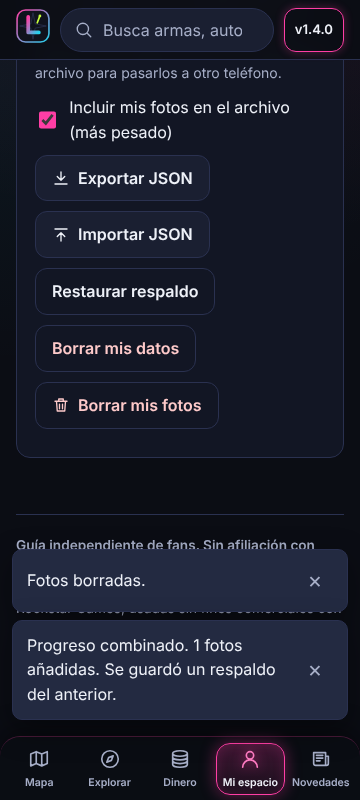 Busca armas, auto
v1.4.0
archivo para pasarlos a otro teléfono.
Incluir mis fotos en el archivo
(más pesado)
Exportar JSON
Importar JSON
Restaurar respaldo
Borrar mis datos
Borrar mis fotos
Guía independiente de fans. Sin afiliación con
Fotos borradas.
Progreso combinado. 1 fotos
añadidas. Se guardó un respaldo
del anterior.
Mapa
Explorar
Dinero
Mi espacio
Novedades